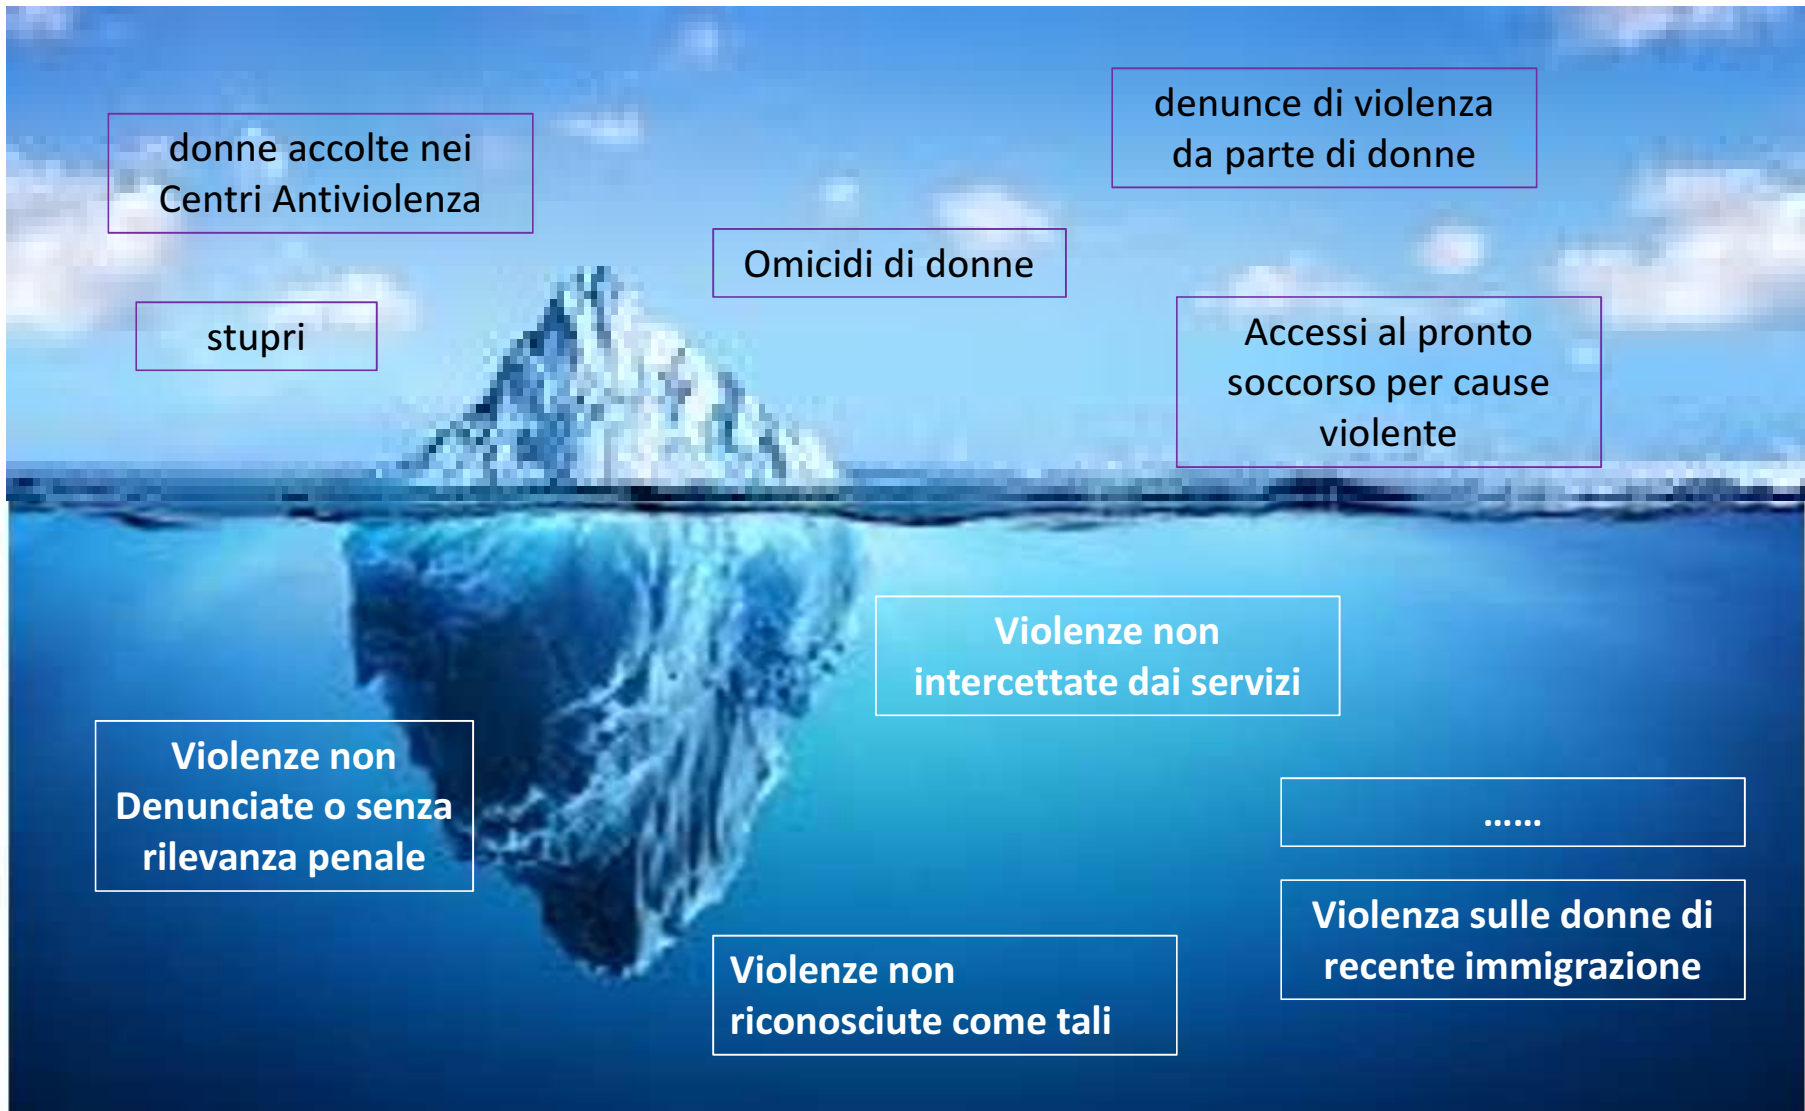 donne accolte nei
Centri Antiviolenza
denunce di violenza
da parte di donne
Omicidi di donne
stupri
Accessi al pronto
soccorso per cause
violente
Violenze non
intercettate dai servizi
Violenze non
Denunciate o senza
rilevanza penale
......
Violenza sulle donne di
recente immigrazione
Violenze non
riconosciute come tali